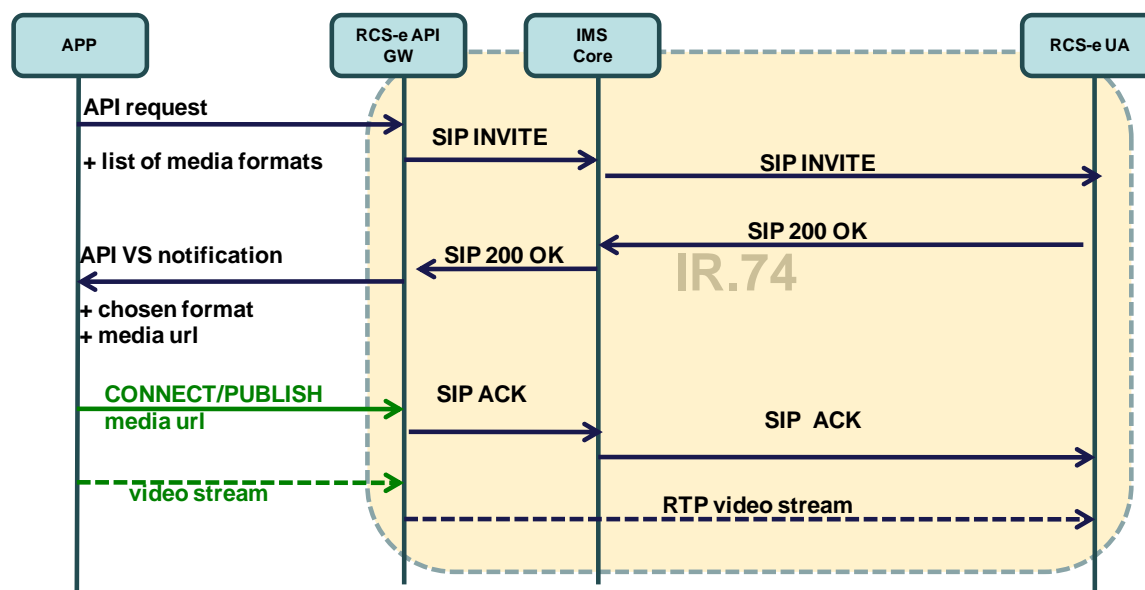 APP
RCS-e API
GW
IMS
Core
RCS-e UA
API request
+ list of media formats
SIP INVITE
SIP INVITE
SIP 200 OK
SIP 200 OK
API VS notification
IR.74
+ chosen format
+ media url
CONNECT/PUBLISH
media url
SIP ACK
SIP ACK
video stream
RTP video stream